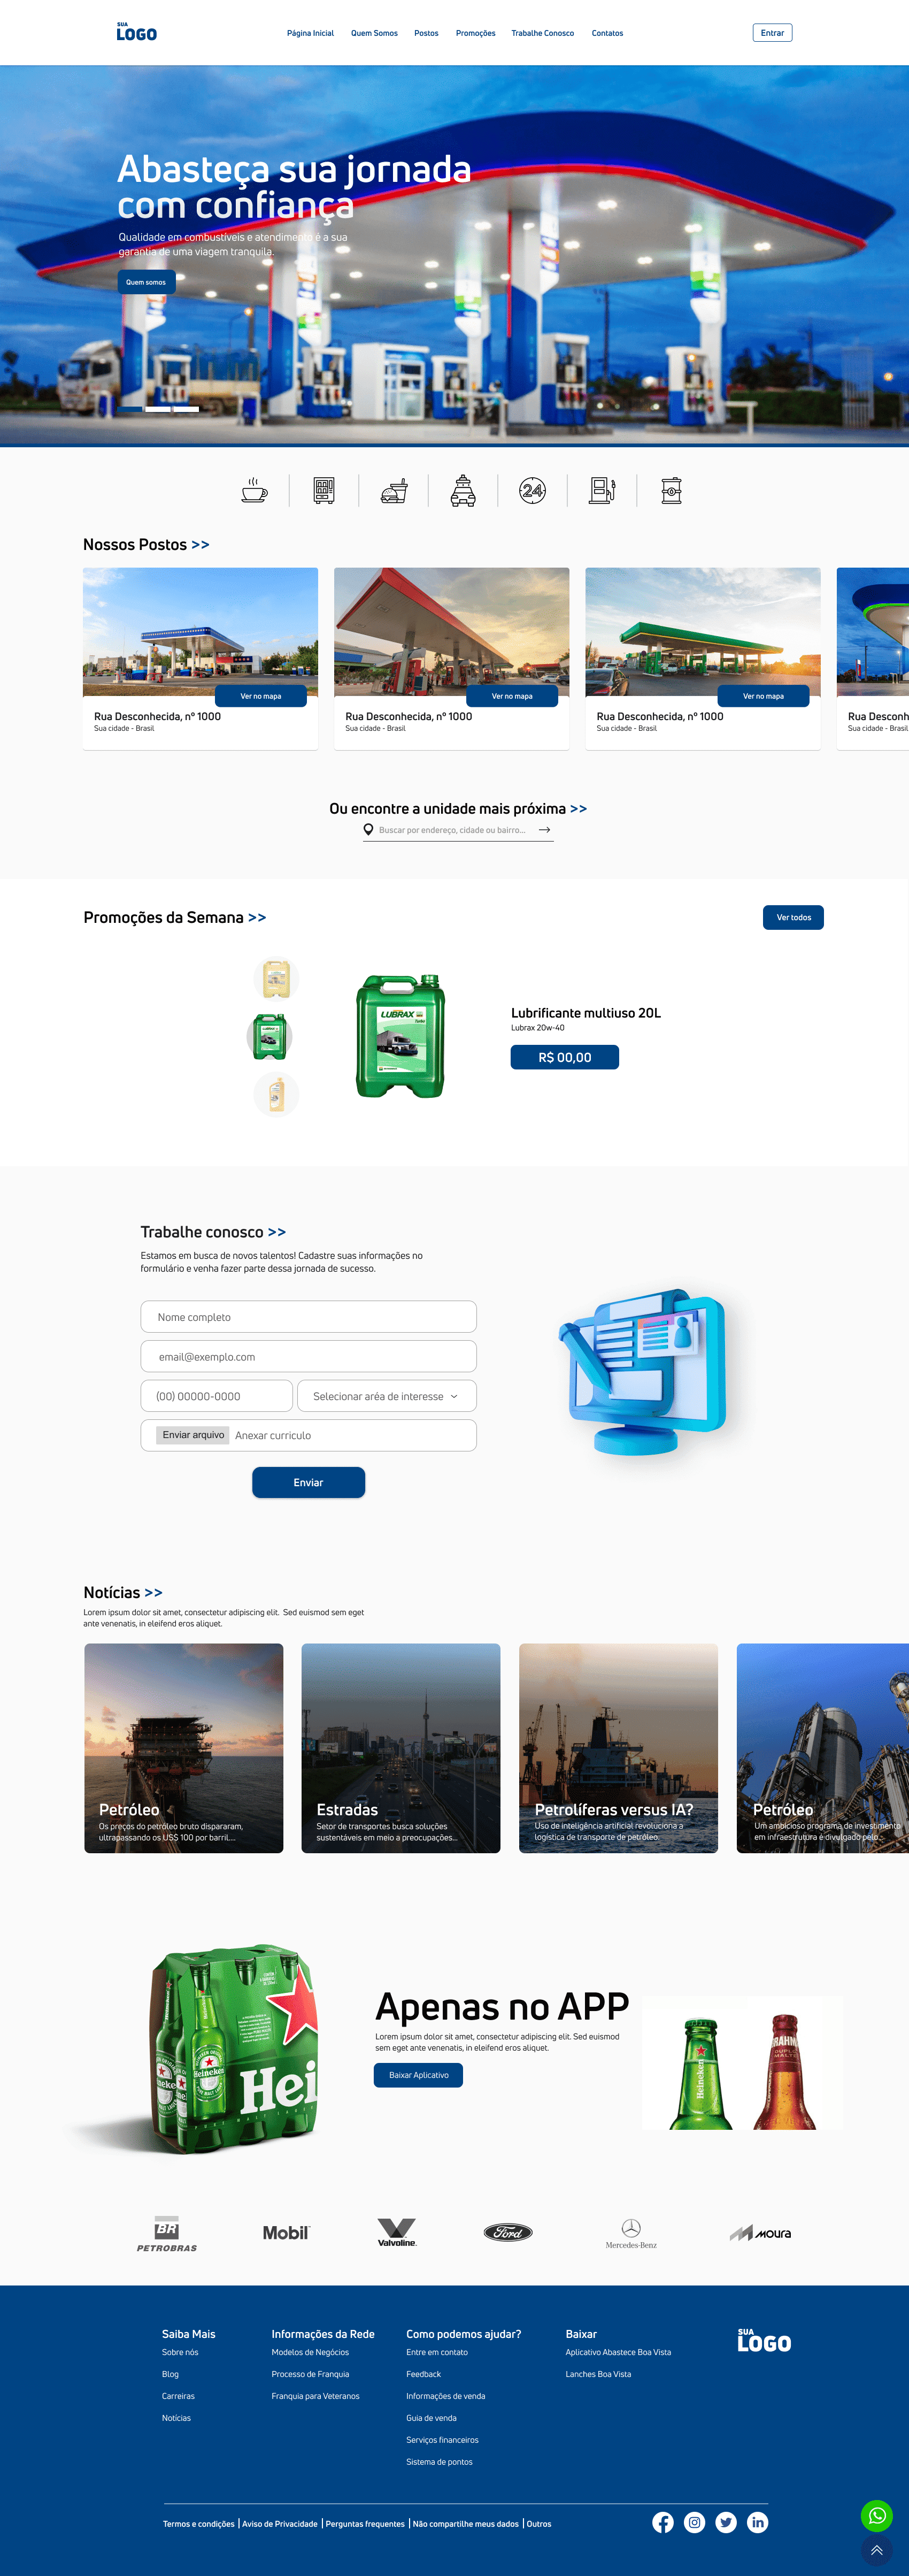 SUA
LOGO
Página Inicial
Quem Somos
Postos
Promoções
Trabalhe Conosco
Contatos
Entrar
Abasteça sua jornada
com confiança
Qualidade em combustíveis e atendimento é a sua
garantia de uma viagem tranquila.
Quem somos
24
Nossos Postos >>
Ver no mapa
Rua Desconhecida, nº 1000
Sua cidade - Brasil
Ver no mapa
Rua Desconhecida, nº 1000
Sua cidade - Brasil
Ver no mapa
Rua Desconhecida, nº 1000
Sua cidade - Brasil
Rua Desconh
Sua cidade - Brasil
Ou encontre a unidade mais próxima >>
Buscar por endereço, cidade ou bairro...
Promoções da Semana >>
Ver todos
LUBRAX
Turbo
Lubrificante multiuso 20L
Lubrax 20w-40
R$ 00,00
Trabalhe conosco >>
Estamos em busca de novos talentos! Cadastre suas informações no
formulário e venha fazer parte dessa jornada de sucesso.
Nome completo
email@exemplo.com
(00) 00000-0000
Selecionar aréa de interesse
Enviar arquivo
Anexar curriculo
Enviar
Notícias >>
Lorem ipsum dolor sit amet, consectetur adipiscing elit. Sed euismod sem eget
ante venenatis, in eleifend eros aliquet.
Petróleo
Os preços do petróleo bruto dispararam,
ultrapassando os US$ 100 por barril....
Estradas
Setor de transportes busca soluções
sustentáveis em meio a preocupações...
Petrolíferas versus IA?
Uso de inteligência artificial revoluciona a
logística de transporte de petróleo.
Petróleo
Um ambicioso programa de investimento
em infraestrutura é divulgado pelo..
Heineken
Heineken
Hei
Apenas no APP
Lorem ipsum dolor sit amet, consectetur adipiscing elit. Sed euismod
sem eget ante venenatis, in eleifend eros aliquet.
Baixar Aplicativo
Heineken
BRAHMA
DUPLO
MALTE
BR
PETROBRAS
Mobil
Valvoline
Ford
Mercedes-Benz
moura
Saiba Mais
Sobre nós
Blog
Carreiras
Notícias
Informações da Rede
Modelos de Negócios
Processo de Franquia
Franquia para Veteranos
Como podemos ajudar?
Entre em contato
Feedback
Informações de venda
Guia de venda
Serviços financeiros
Sistema de pontos
Baixar
Aplicativo Abastece Boa Vista
Lanches Boa Vista
SUA
LOGO
Termos e condições | Aviso de Privacidade | Perguntas frequentes | Não compartilhe meus dados | Outros